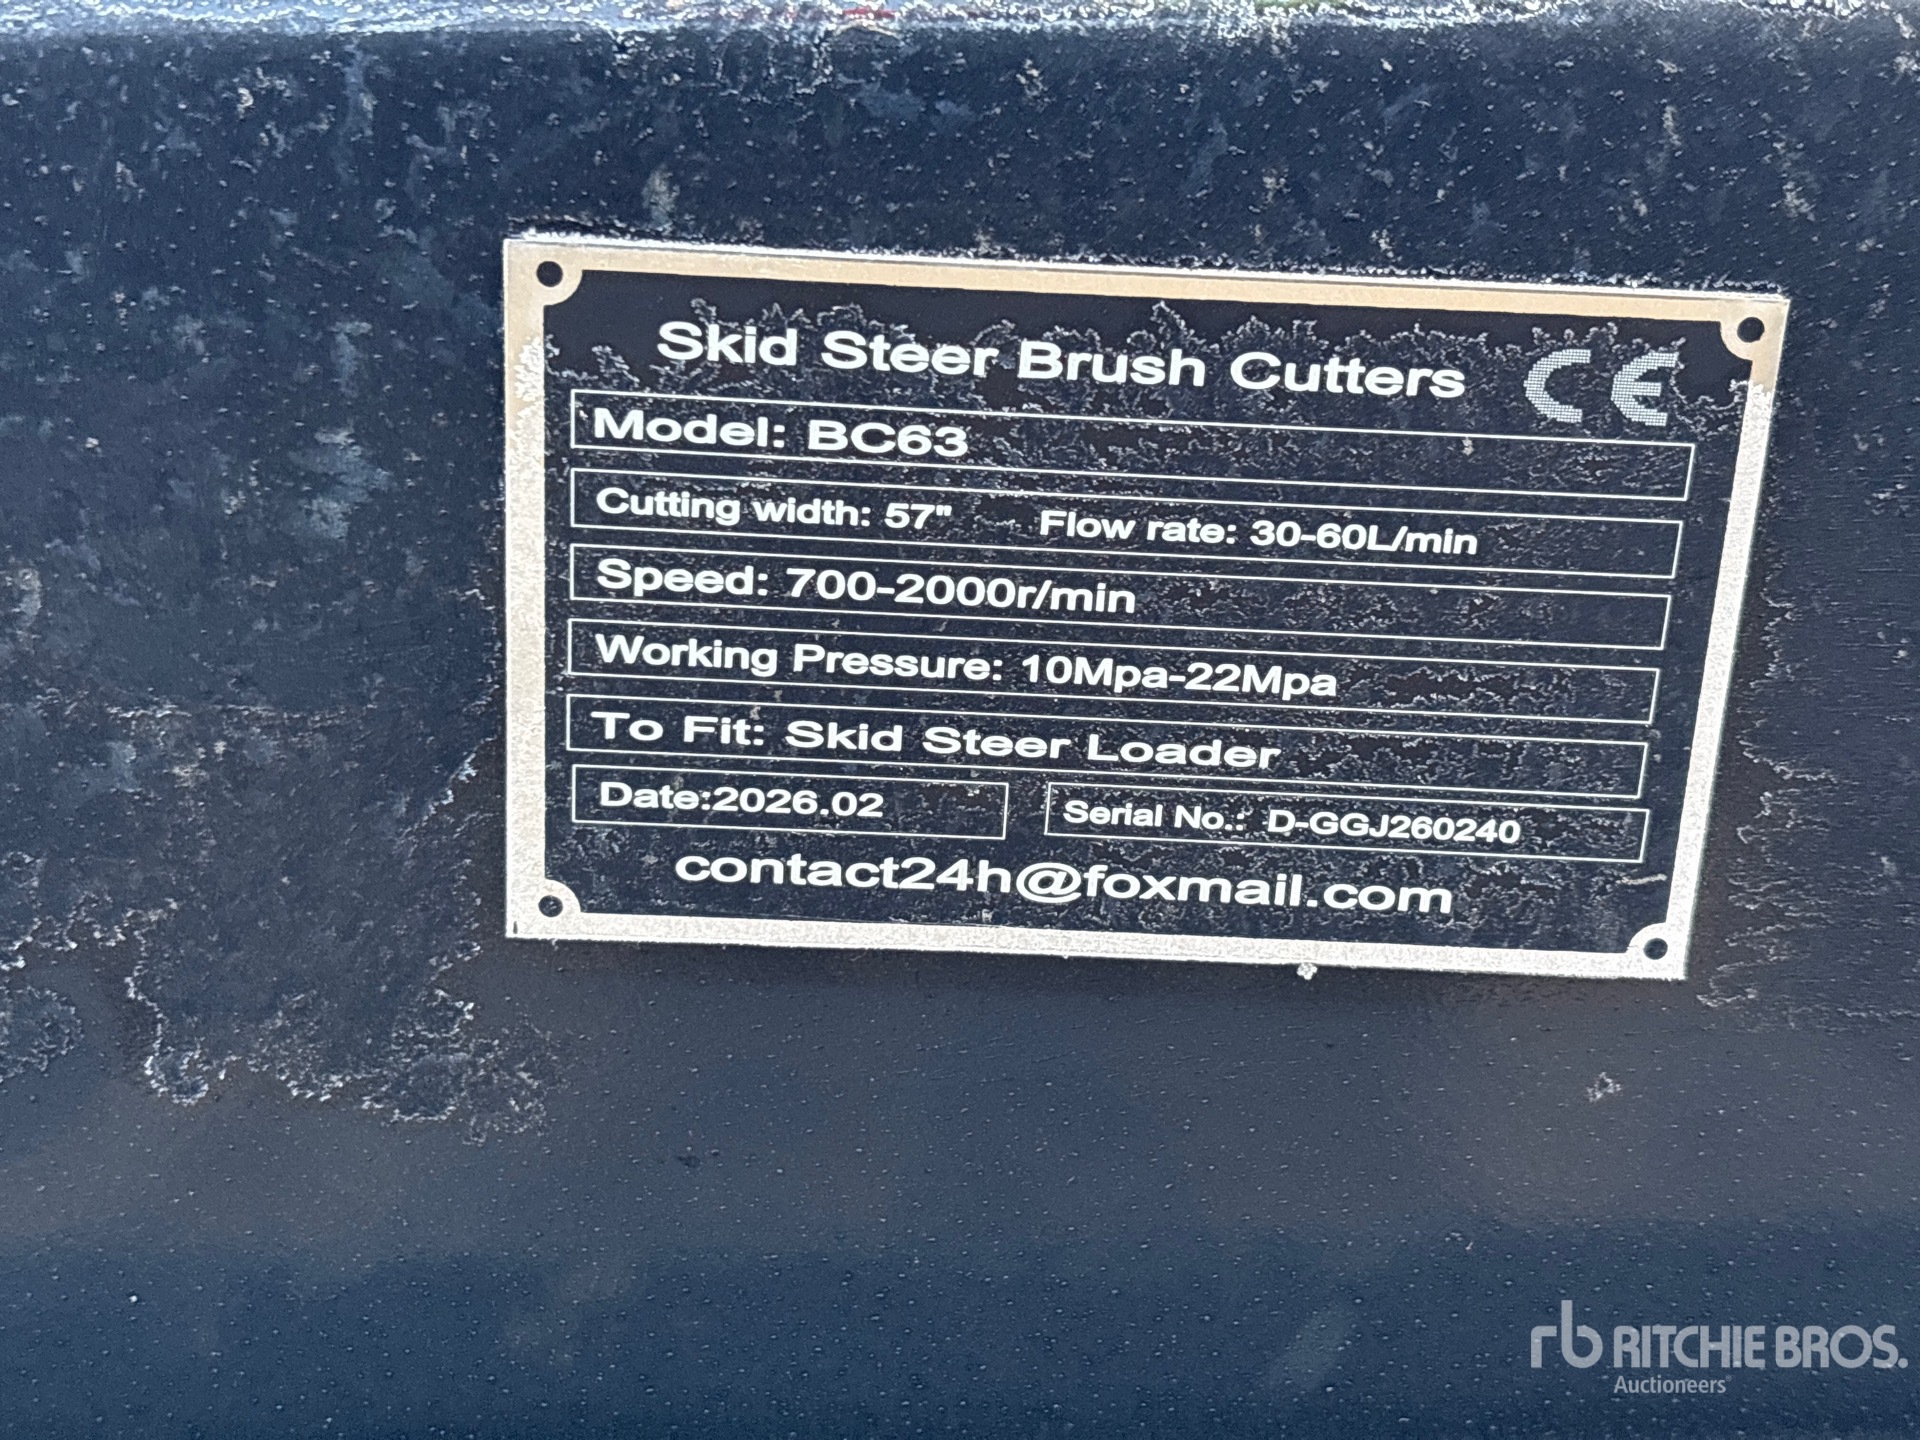 Skid Steer Brush Cutters CE
Model: BC63
Cutting width: 57" Flow rate: 30-60L/min
Speed: 700-2000r/min
Working Pressure: 10Mpa-22Mpa
To Fit: Skid Steer Loader
Date:2026.02 Serial No.: D-GGJ260240
contact24h@foxmail.com
rb RITCHIE BROS.
Auctioneers